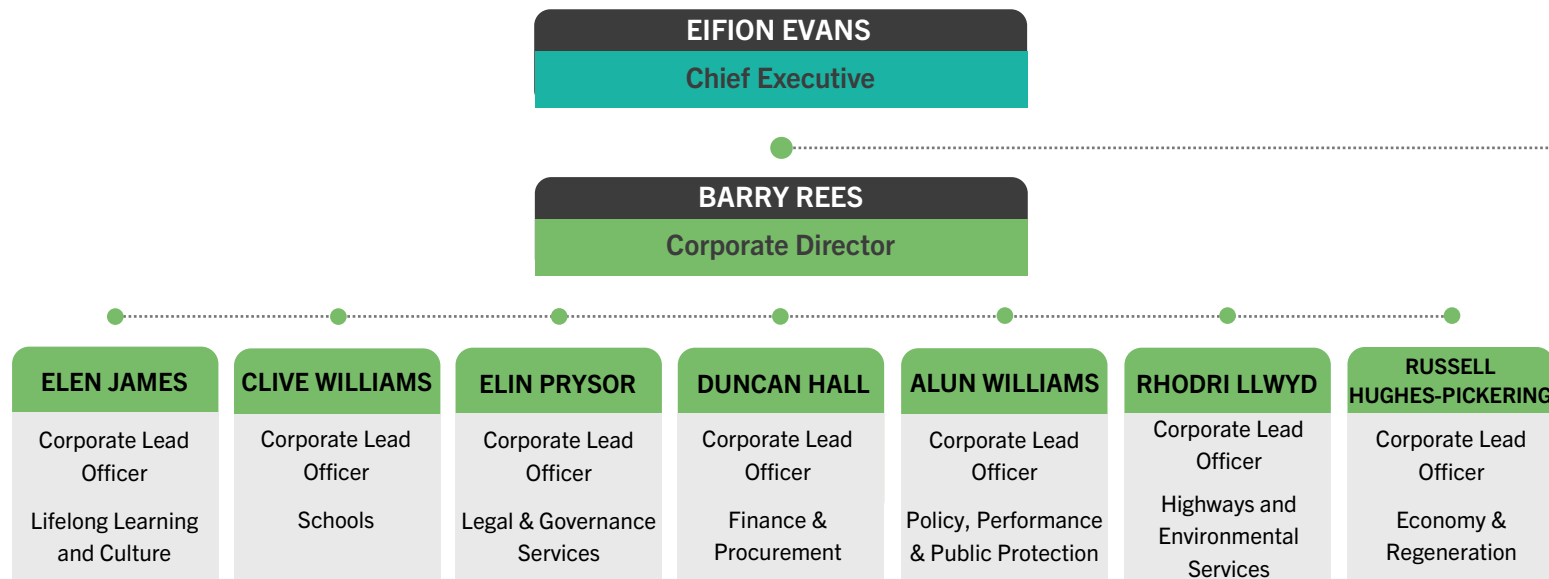 EIFION EVANS
Chief Executive
BARRY REES
Corporate Director
ELEN JAMES
Corporate Lead
Officer
Lifelong Learning
and Culture
CLIVE WILLIAMS
Corporate Lead
Officer
Schools
ELIN PRYSOR
Corporate Lead
Officer
Legal & Governance
Services
DUNCAN HALL
Corporate Lead
Officer
Finance &
Procurement
ALUN WILLIAMS
Corporate Lead
Officer
Policy, Performance
& Public Protection
RHODRI LLWYD
Corporate Lead
Officer
Highways and
Environmental
Services
RUSSELL
HUGHES-PICKERING
Corporate Lead
Officer
Economy &
Regeneration